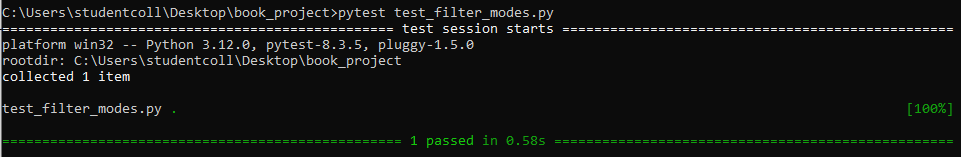 C:\Users\studentcoll\Desktop\book_project>pytest test_filter_modes.py
================================================= test session starts =================================================
platform win32 -- Python 3.12.0, pytest-8.3.5, pluggy-1.5.0
rootdir: C:\Users\studentcoll\Desktop\book_project
collected 1 item
test_filter_modes.py . [100%]
================================================== 1 passed in 0.58s ==================================================